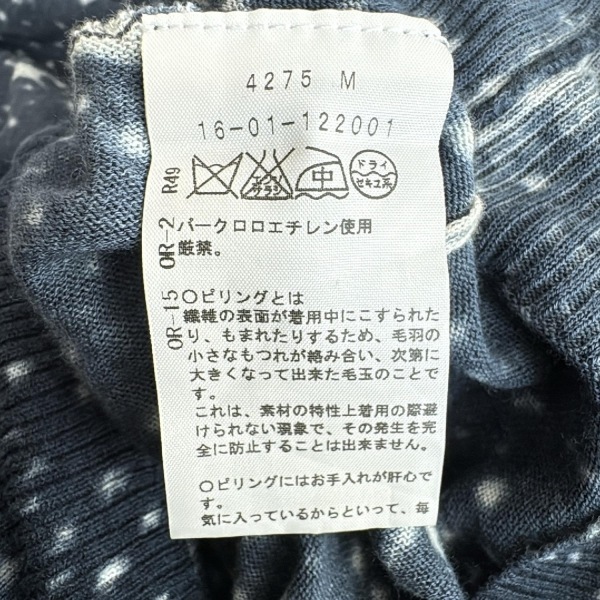 4275 M
16-01-122001
R49
エンソ サラシ
中
ドライ
セキユ系
OR-2
パークロロエチレン使用
厳禁。
OR-15
○ピリングとは
繊維の表面が着用中にこすられた
り、もまれたりするため、毛羽の
小さなもつれが絡み合い、次第に
大きくなって出来た毛玉のことで
す。
これは、素材の特性上着用の際避
けられない現象で、その発生を完
全に防止することは出来ません。
○ピリングにはお手入れが肝心で
す。
気に入っているからといって、毎